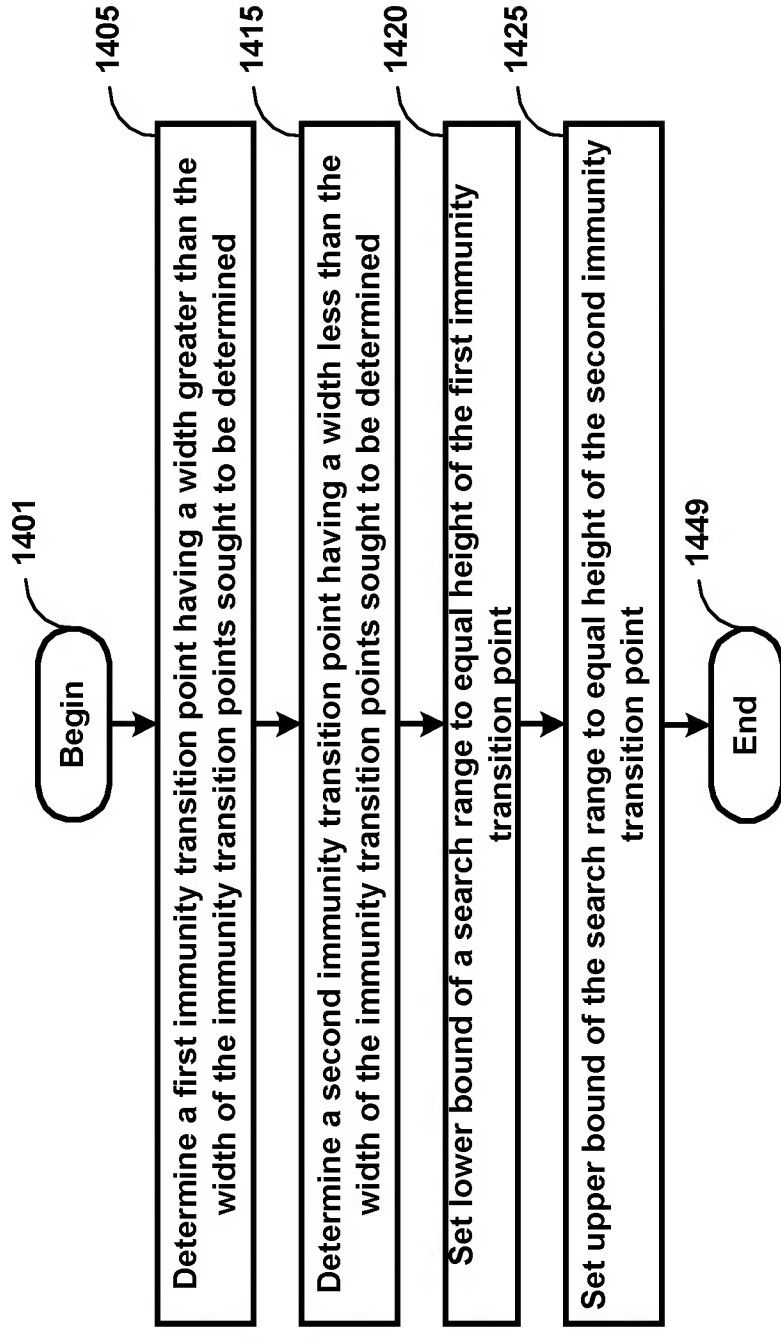 1401
Begin
1405
Determine a first immunity transition point having a width greater than the
width of the immunity transition points sought to be determined
1415
Determine a second immunity transition point having a width less than the
width of the immunity transition points sought to be determined
1420
Set lower bound of a search range to equal height of the first immunity
transition point
1425
Set upper bound of the search range to equal height of the second immunity
transition point
1449
End